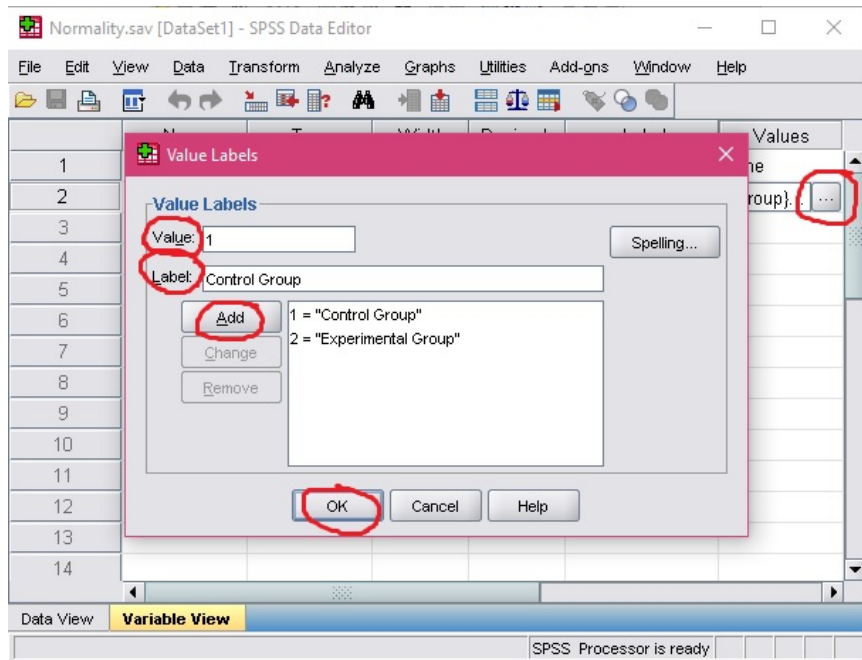 Normality.sav [DataSet1] - SPSS Data Editor
File Edit View Data Transform Analyze Graphs Utilities Add-ons Window Help
Values
Value Labels
1
2
roup}...
3
4
5
6
7
8
9
10
11
12
13
14
Value Labels
Value: 1
Spelling...
Label: Control Group
Add
Change
Remove
1 = "Control Group"
2 = "Experimental Group"
OK Cancel Help
Data View Variable View
SPSS Processor is ready